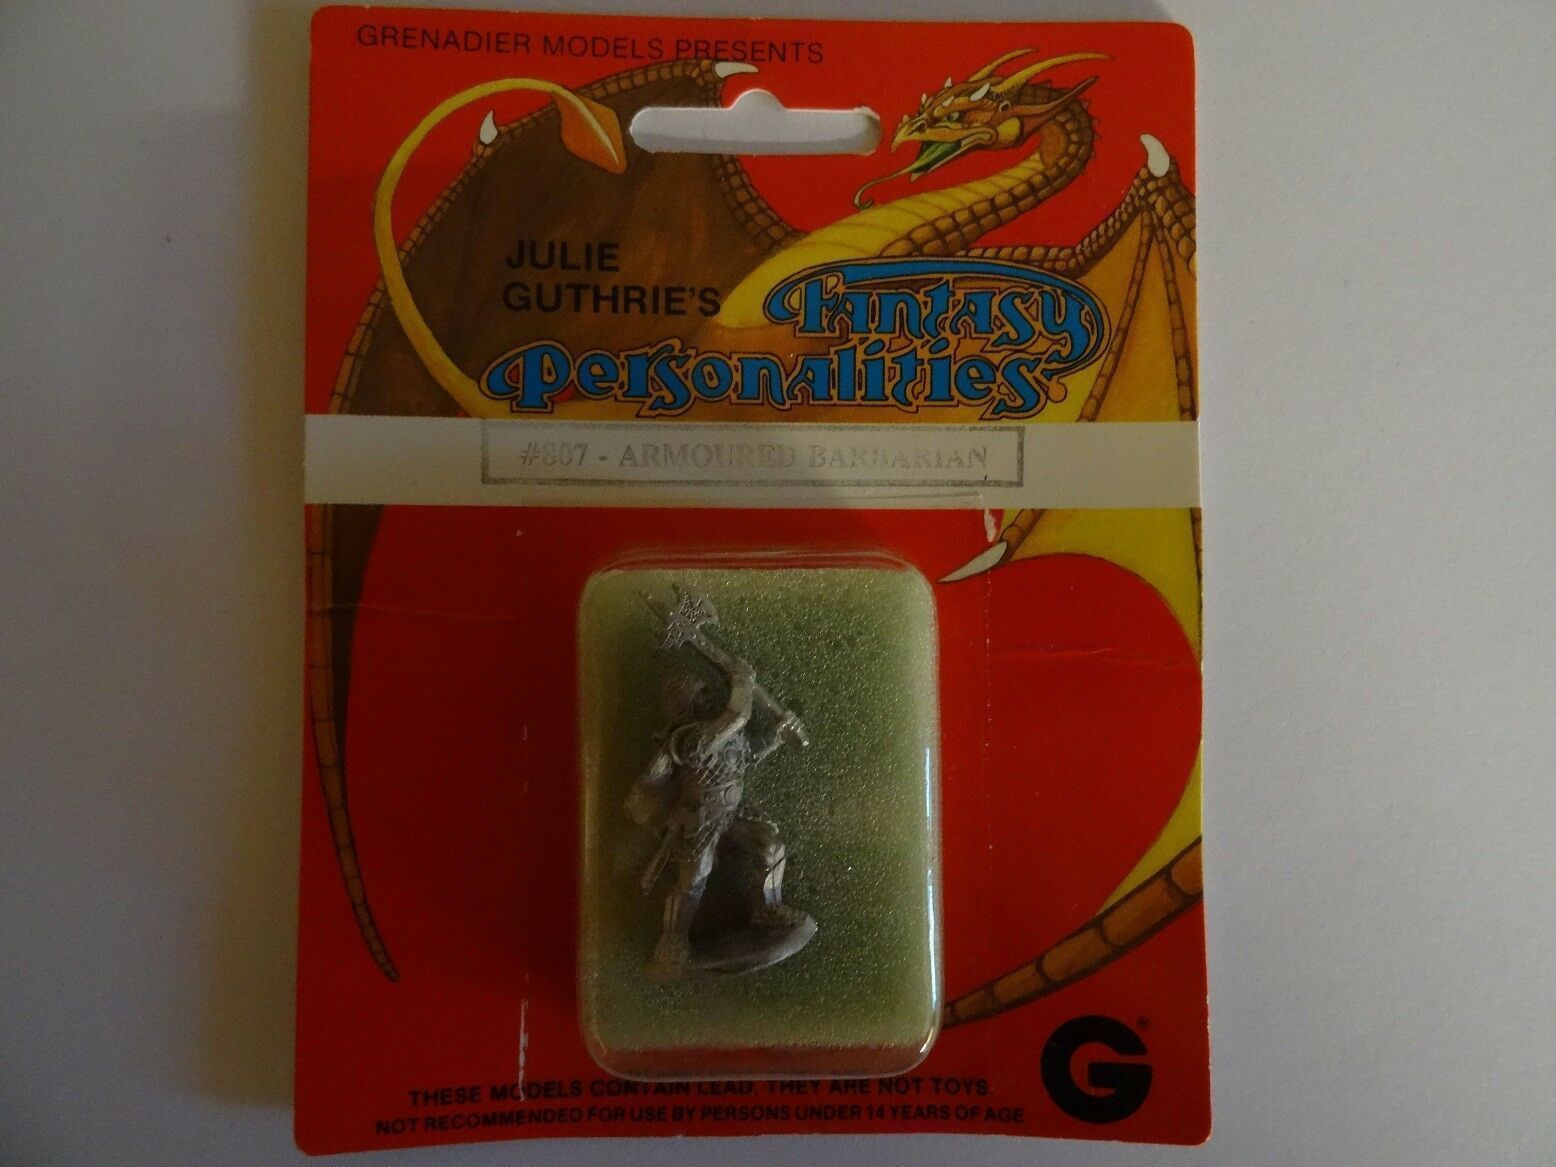 GRENADIER MODELS PRESENTS
JULIE
GUTHRIE'S
Fantasy
Personalities
#807 - ARMOURED BARBARIAN
THESE MODELS CONTAIN LEAD. THEY ARE NOT TOYS.
NOT RECOMMENDED FOR USE BY PERSONS UNDER 14 YEARS OF AGE
G®